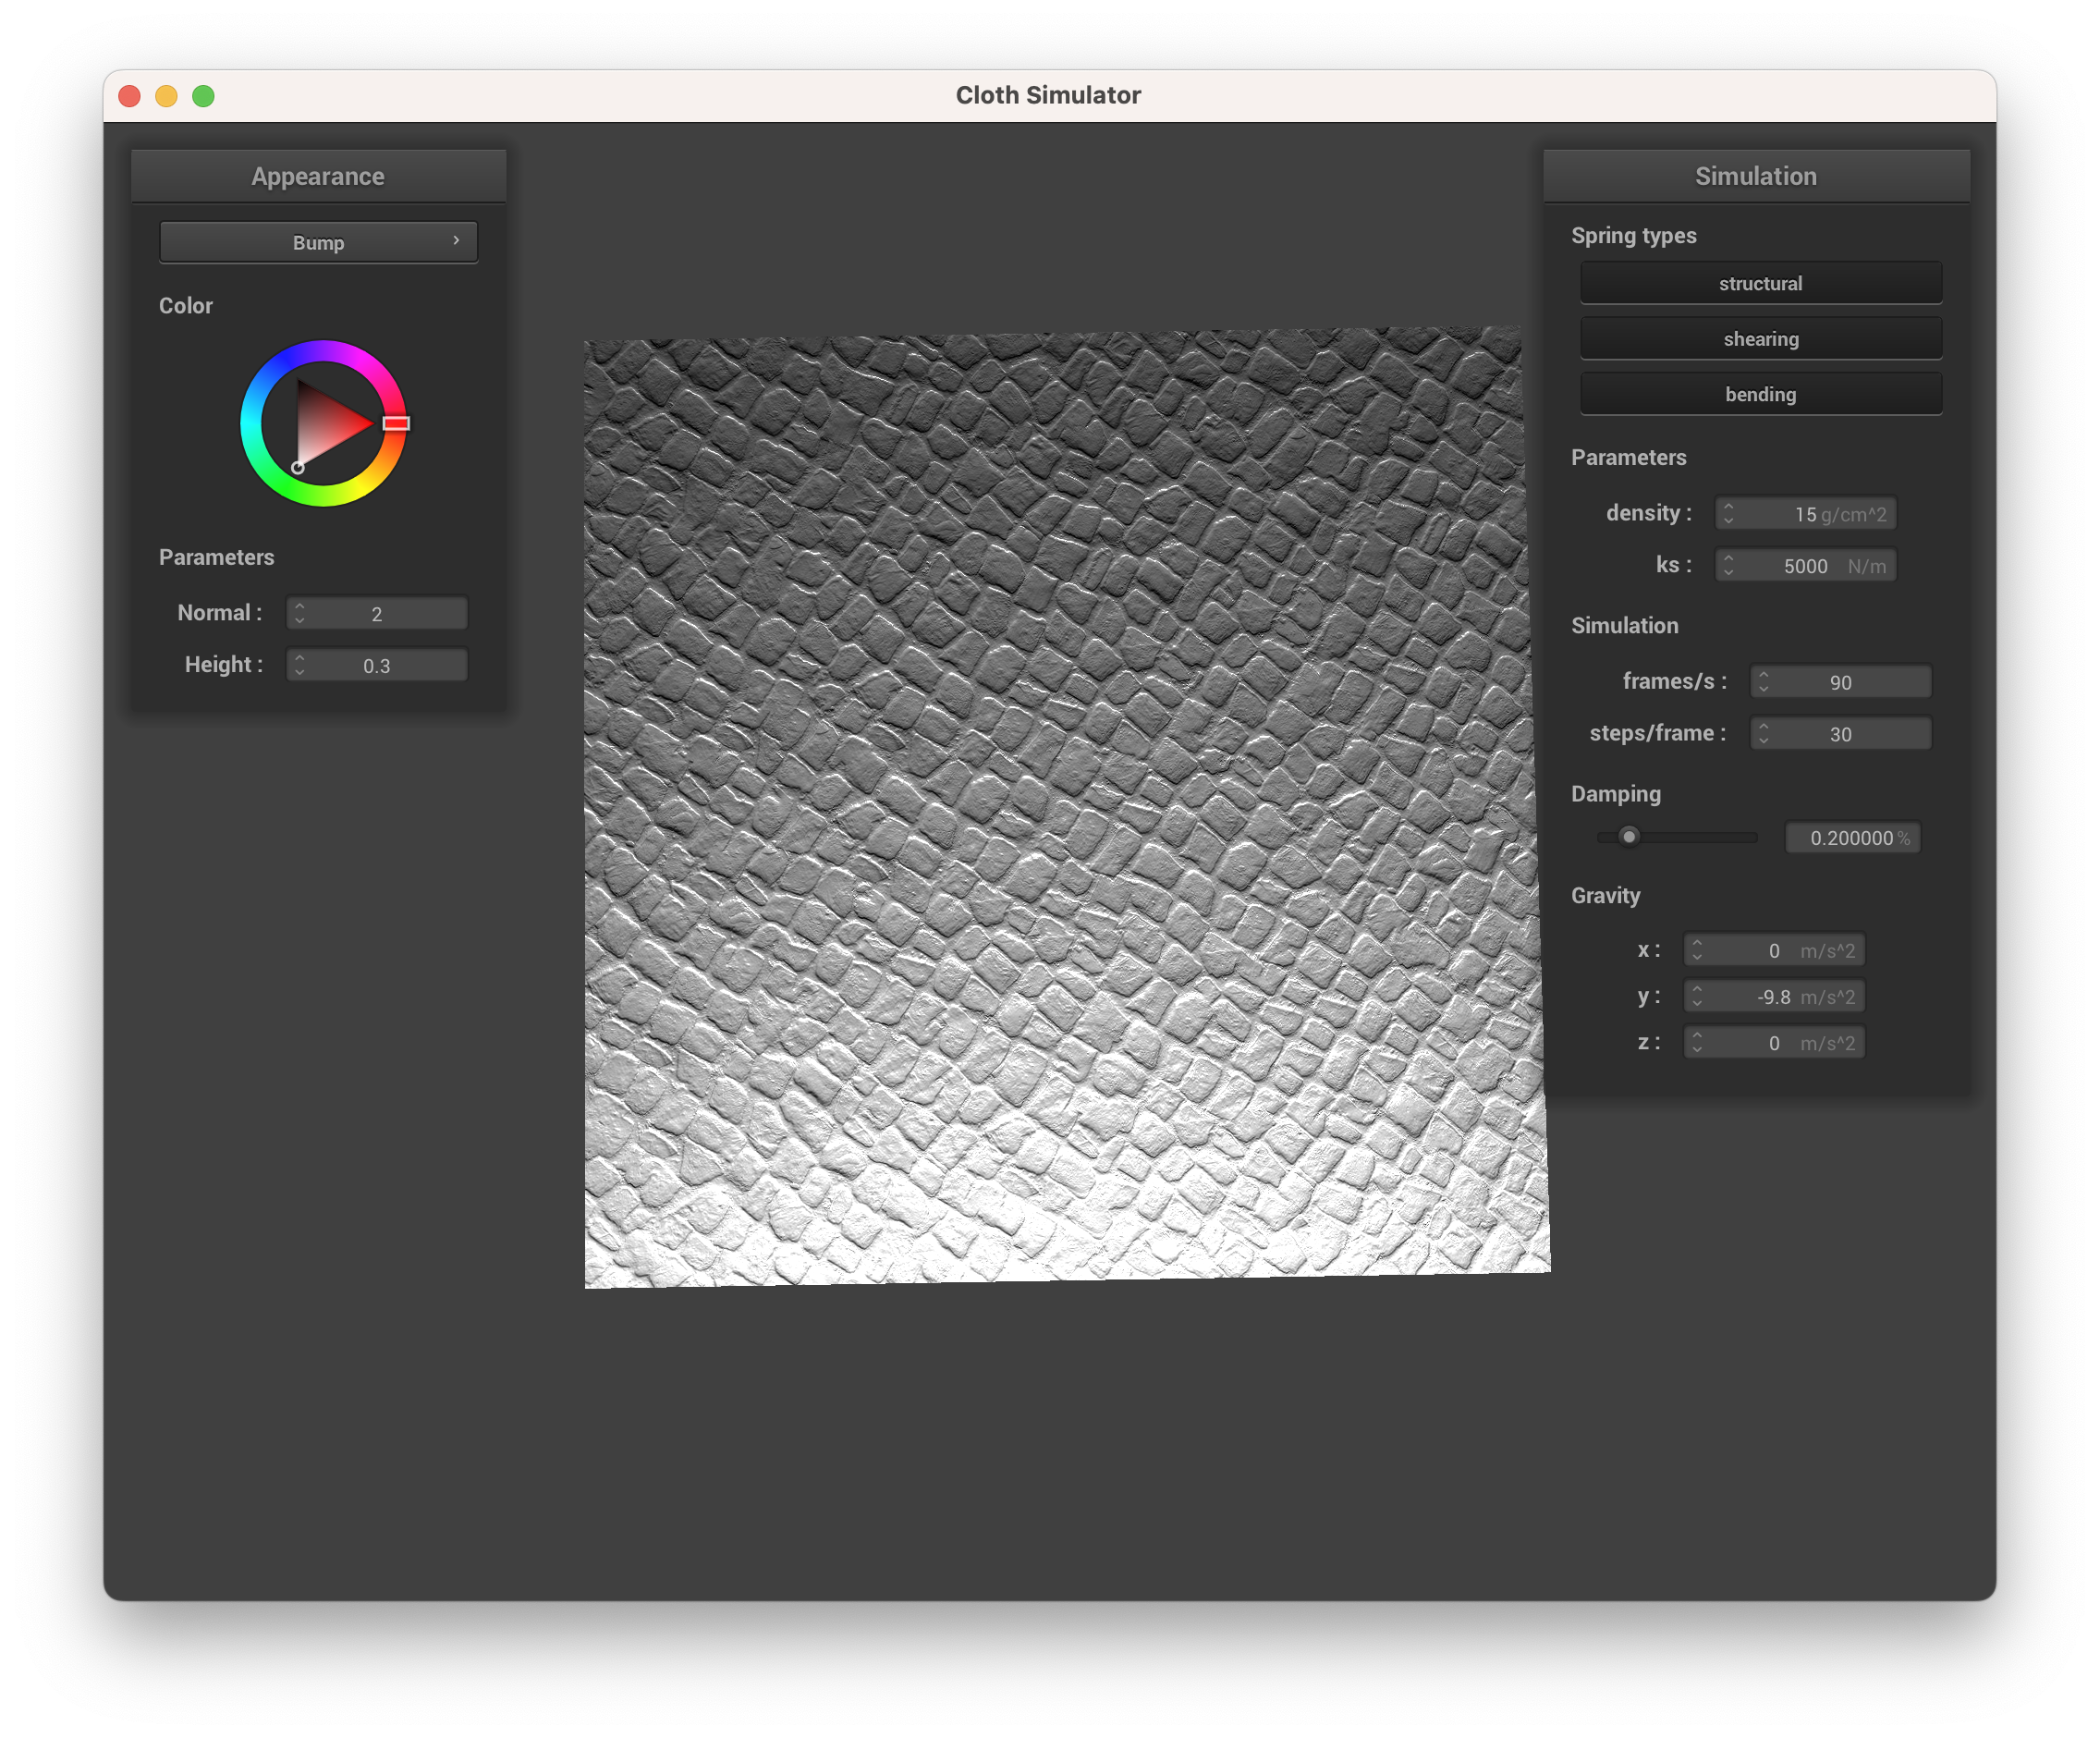 Cloth Simulator
Appearance
Bump
Color
Parameters
Normal : 2
Height : 0.3
Simulation
Spring types
structural
shearing
bending
Parameters
density : 15 g/cm^2
ks : 5000 N/m
Simulation
frames/s : 90
steps/frame : 30
Damping
0.200000 %
Gravity
x : 0 m/s^2
y : -9.8 m/s^2
z : 0 m/s^2